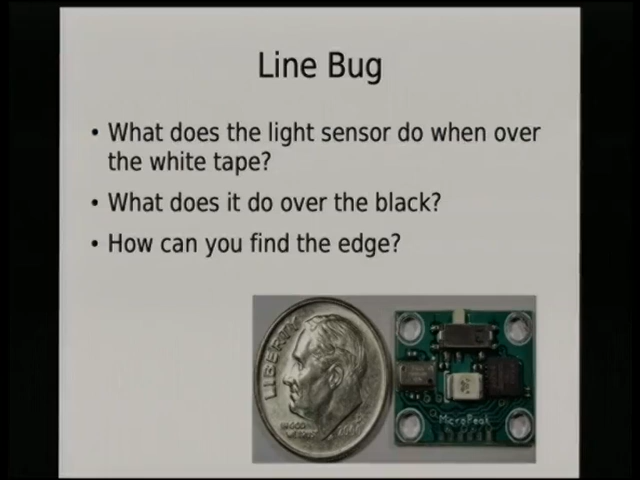 Line Bug
• What does the light sensor do when over
the white tape?
• What does it do over the black?
• How can you find the edge?
LIBERTY
MicroPeak